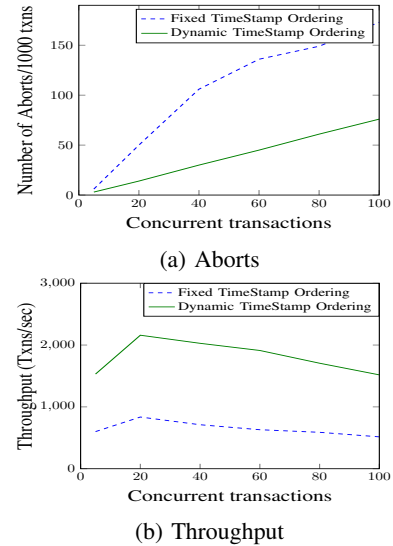 Number of Aborts/1000 txns
150
100
50
0
Fixed TimeStamp Ordering
Dynamic TimeStamp Ordering
0 20 40 60 80 100
Concurrent transactions
(a) Aborts
Throughput (Txns/sec)
3,000
2,000
1,000
0
Fixed TimeStamp Ordering
Dynamic TimeStamp Ordering
0 20 40 60 80 100
Concurrent transactions
(b) Throughput